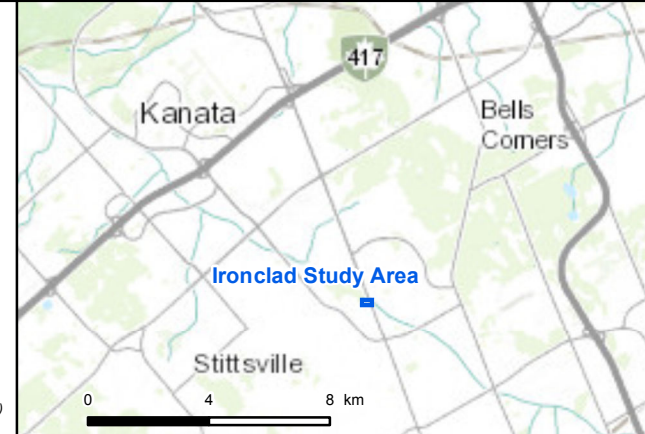 417
Kanata
Bells
Corners
Ironclad Study Area
Stittsville
0 4 8 km
)